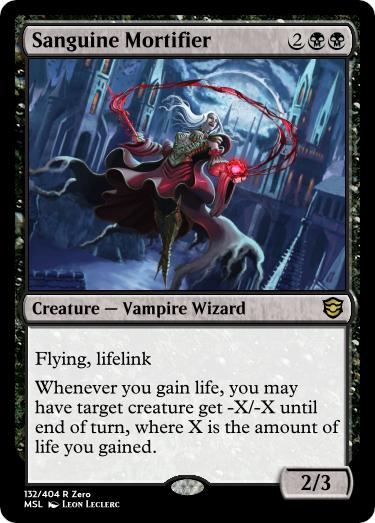 Sanguine Mortifier 2
Creature — Vampire Wizard
Flying, lifelink
Whenever you gain life, you may
have target creature get -X/-X until
end of turn, where X is the amount of
life you gained.
2/3
132/404 R Zero
MSL Leon Leclerc